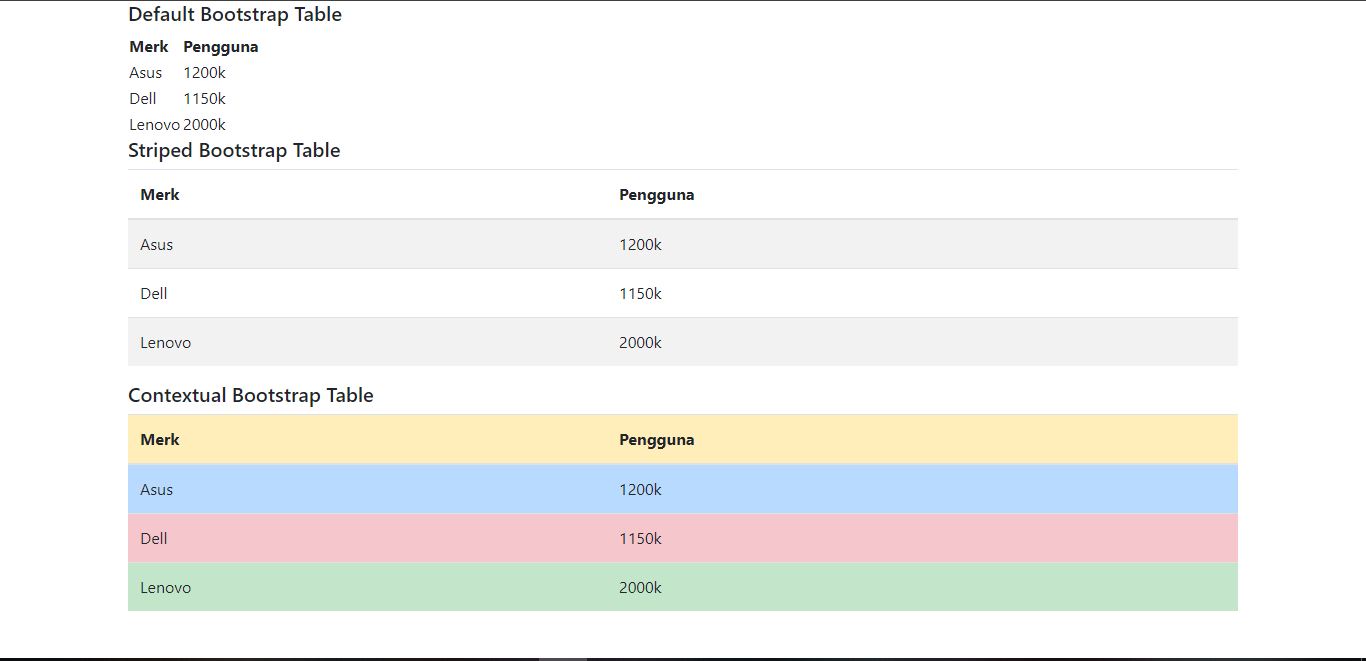 Default Bootstrap Table
Merk Pengguna
Asus 1200k
Dell 1150k
Lenovo 2000k
Striped Bootstrap Table
Merk Pengguna
Asus 1200k
Dell 1150k
Lenovo 2000k
Contextual Bootstrap Table
Merk Pengguna
Asus 1200k
Dell 1150k
Lenovo 2000k